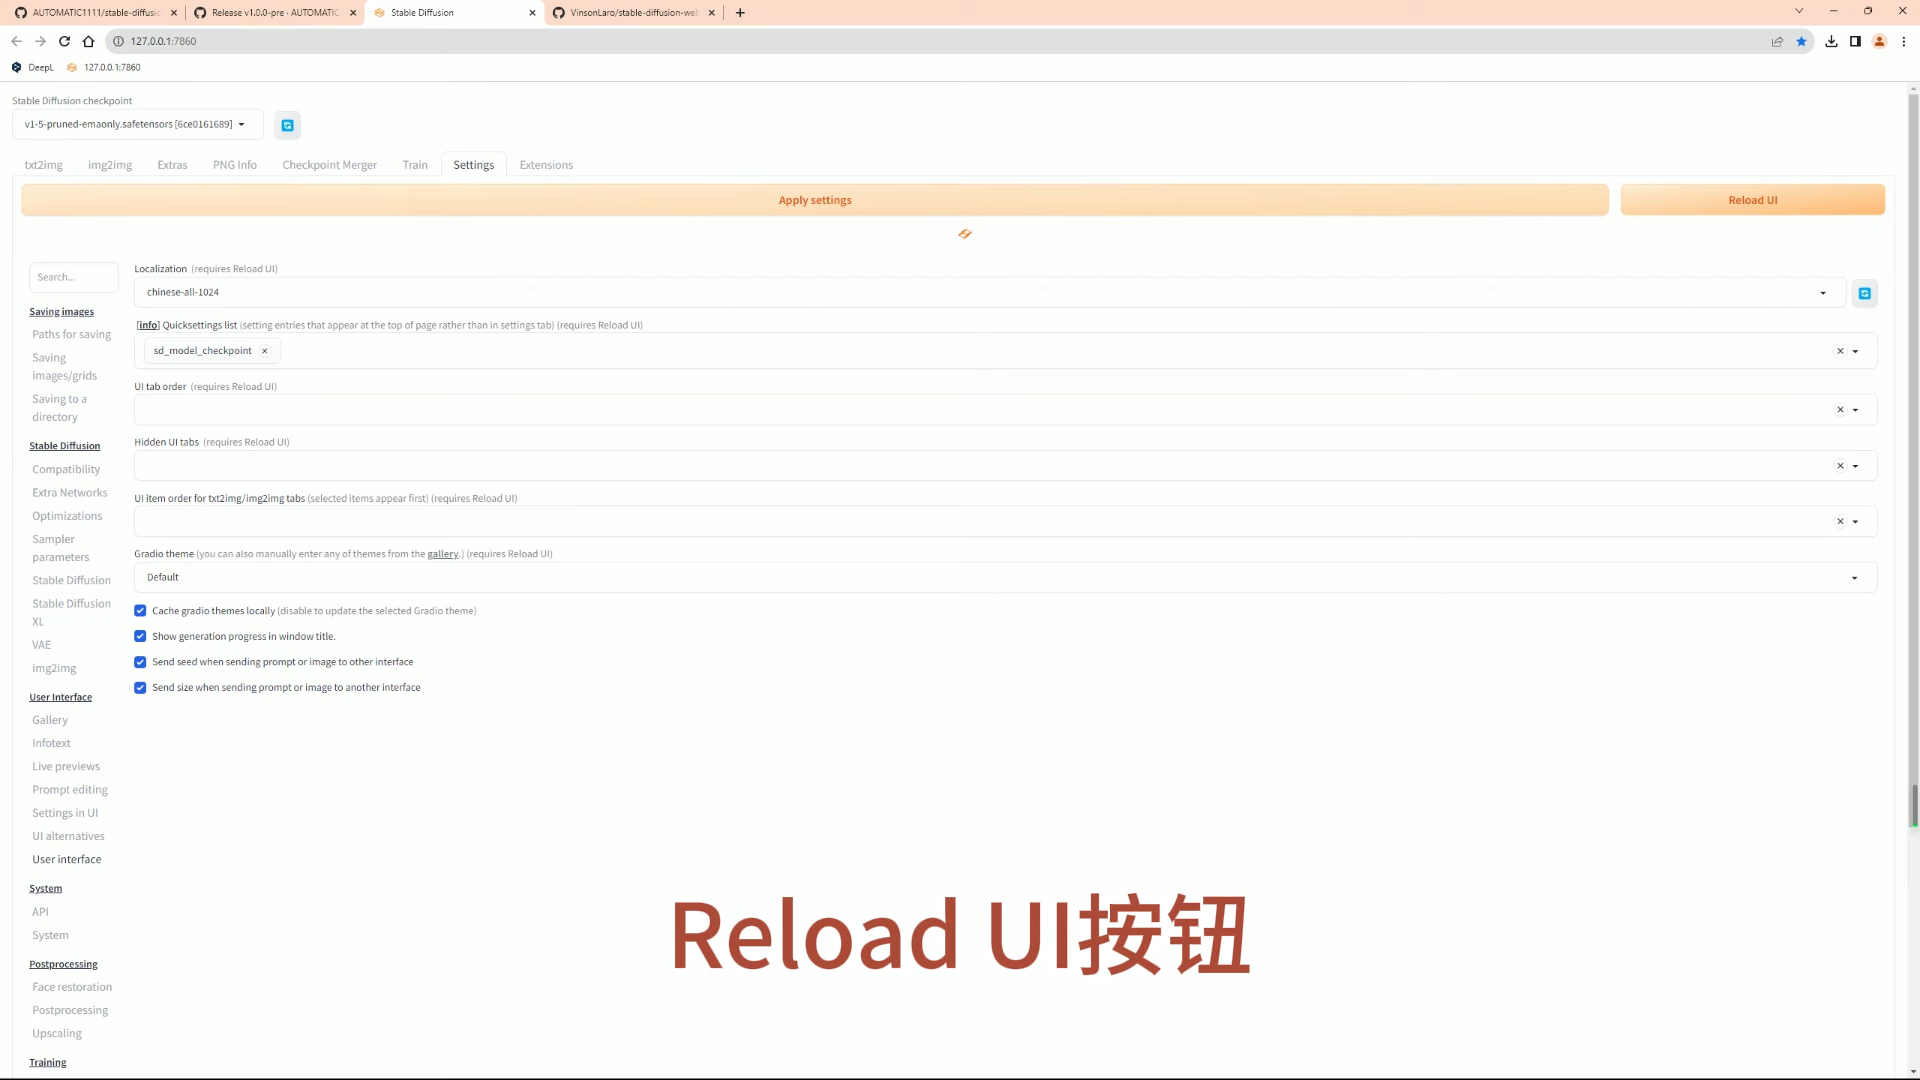 AUTOMATIC1111/stable-diffusio
Release v1.0.0-pre · AUTOMATIC
Stable Diffusion
VinsonLaro/stable-diffusion-we
127.0.0.1:7860
DeepL
127.0.0.1:7860
Stable Diffusion checkpoint
v1-5-pruned-emaonly.safetensors [6ce0161689]
txt2img
img2img
Extras
PNG Info
Checkpoint Merger
Train
Settings
Extensions
Apply settings
Reload UI
Search...
Saving images
Paths for saving
Saving
images/grids
Saving to a
directory
Stable Diffusion
Compatibility
Extra Networks
Optimizations
Sampler
parameters
Stable Diffusion
Stable Diffusion
XL
VAE
img2img
User Interface
Gallery
Infotext
Live previews
Prompt editing
Settings in UI
UI alternatives
User interface
System
API
System
Postprocessing
Face restoration
Postprocessing
Upscaling
Training
Localization (requires Reload UI)
chinese-all-1024
[info] Quicksettings list (setting entries that appear at the top of page rather than in settings tab) (requires Reload UI)
sd_model_checkpoint
UI tab order (requires Reload UI)
Hidden UI tabs (requires Reload UI)
UI item order for txt2img/img2img tabs (selected items appear first) (requires Reload UI)
Gradio theme (you can also manually enter any of themes from the gallery.) (requires Reload UI)
Default
Cache gradio themes locally (disable to update the selected Gradio theme)
Show generation progress in window title.
Send seed when sending prompt or image to other interface
Send size when sending prompt or image to another interface
Reload UI按钮